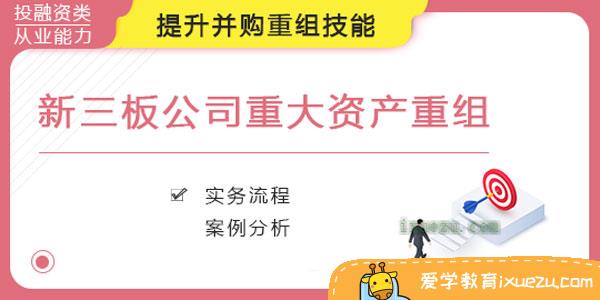 投融资类
从业能力
提升并购重组技能
新三板公司重大资产重组
实务流程
案例分析
ixuezu.com
爱学教育ixuezu.com